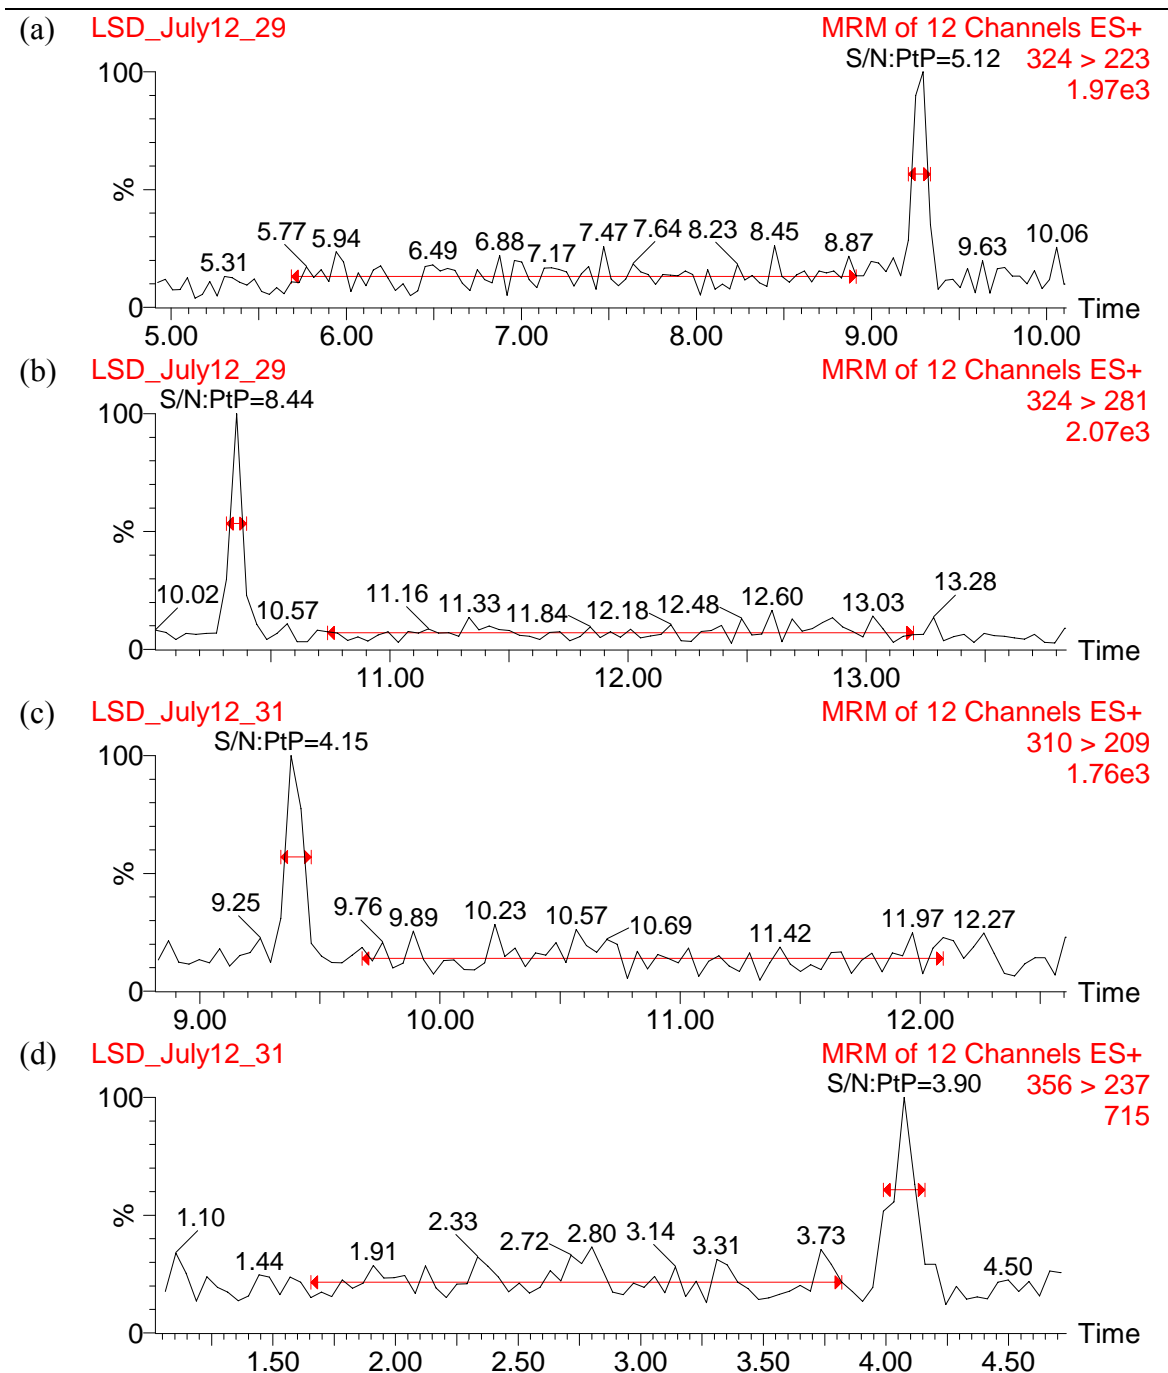 (a) LSD_July12_29 MRM of 12 Channels ES+
S/N:PtP=5.12 324 > 223
1.97e3
100
%
0
5.31 5.77 5.94 6.49 6.88 7.17 7.47 7.64 8.23 8.45 8.87 9.63 10.06
5.00 6.00 7.00 8.00 9.00 10.00 Time
(b) LSD_July12_29 MRM of 12 Channels ES+
S/N:PtP=8.44 324 > 281
2.07e3
100
%
0
10.02 10.57 11.16 11.33 11.84 12.18 12.48 12.60 13.03 13.28
11.00 12.00 13.00 Time
(c) LSD_July12_31 MRM of 12 Channels ES+
S/N:PtP=4.15 310 > 209
1.76e3
100
%
0
9.25 9.76 9.89 10.23 10.57 10.69 11.42 11.97 12.27
9.00 10.00 11.00 12.00 Time
(d) LSD_July12_31 MRM of 12 Channels ES+
S/N:PtP=3.90 356 > 237
715
100
%
0
1.10 1.44 1.91 2.33 2.72 2.80 3.14 3.31 3.73 4.50
1.50 2.00 2.50 3.00 3.50 4.00 4.50 Time